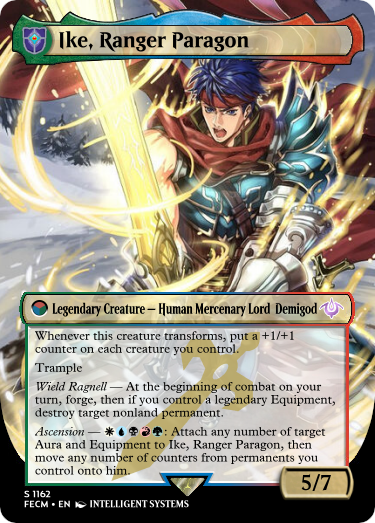 Ike, Ranger Paragon
Legendary Creature — Human Mercenary Lord Demigod
Whenever this creature transforms, put a +1/+1
counter on each creature you control.
Trample
Wield Ragnell — At the beginning of combat on your
turn, forge, then if you control a legendary Equipment,
destroy target nonland permanent.
Ascension — : Attach any number of target
Aura and Equipment to Ike, Ranger Paragon, then
move any number of counters from permanents you
control onto him.
5/7
S 1162
FECM • EN INTELLIGENT SYSTEMS